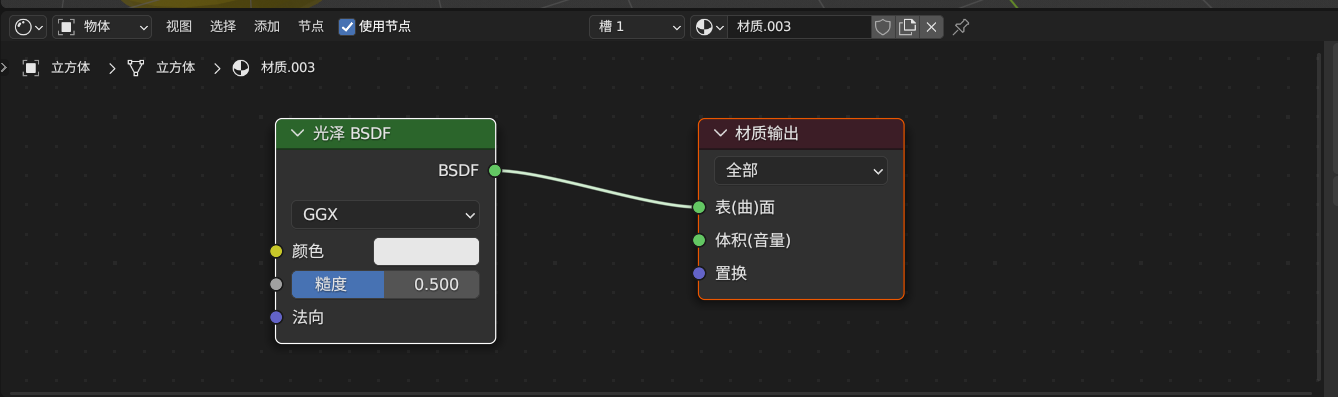 物体 视图 选择 添加 节点 使用节点 槽 1 材质.003
立方体 立方体 材质.003
光泽 BSDF
BSDF
GGX
颜色
糙度 0.500
法向
材质输出
全部
表(曲)面
体积(音量)
置换